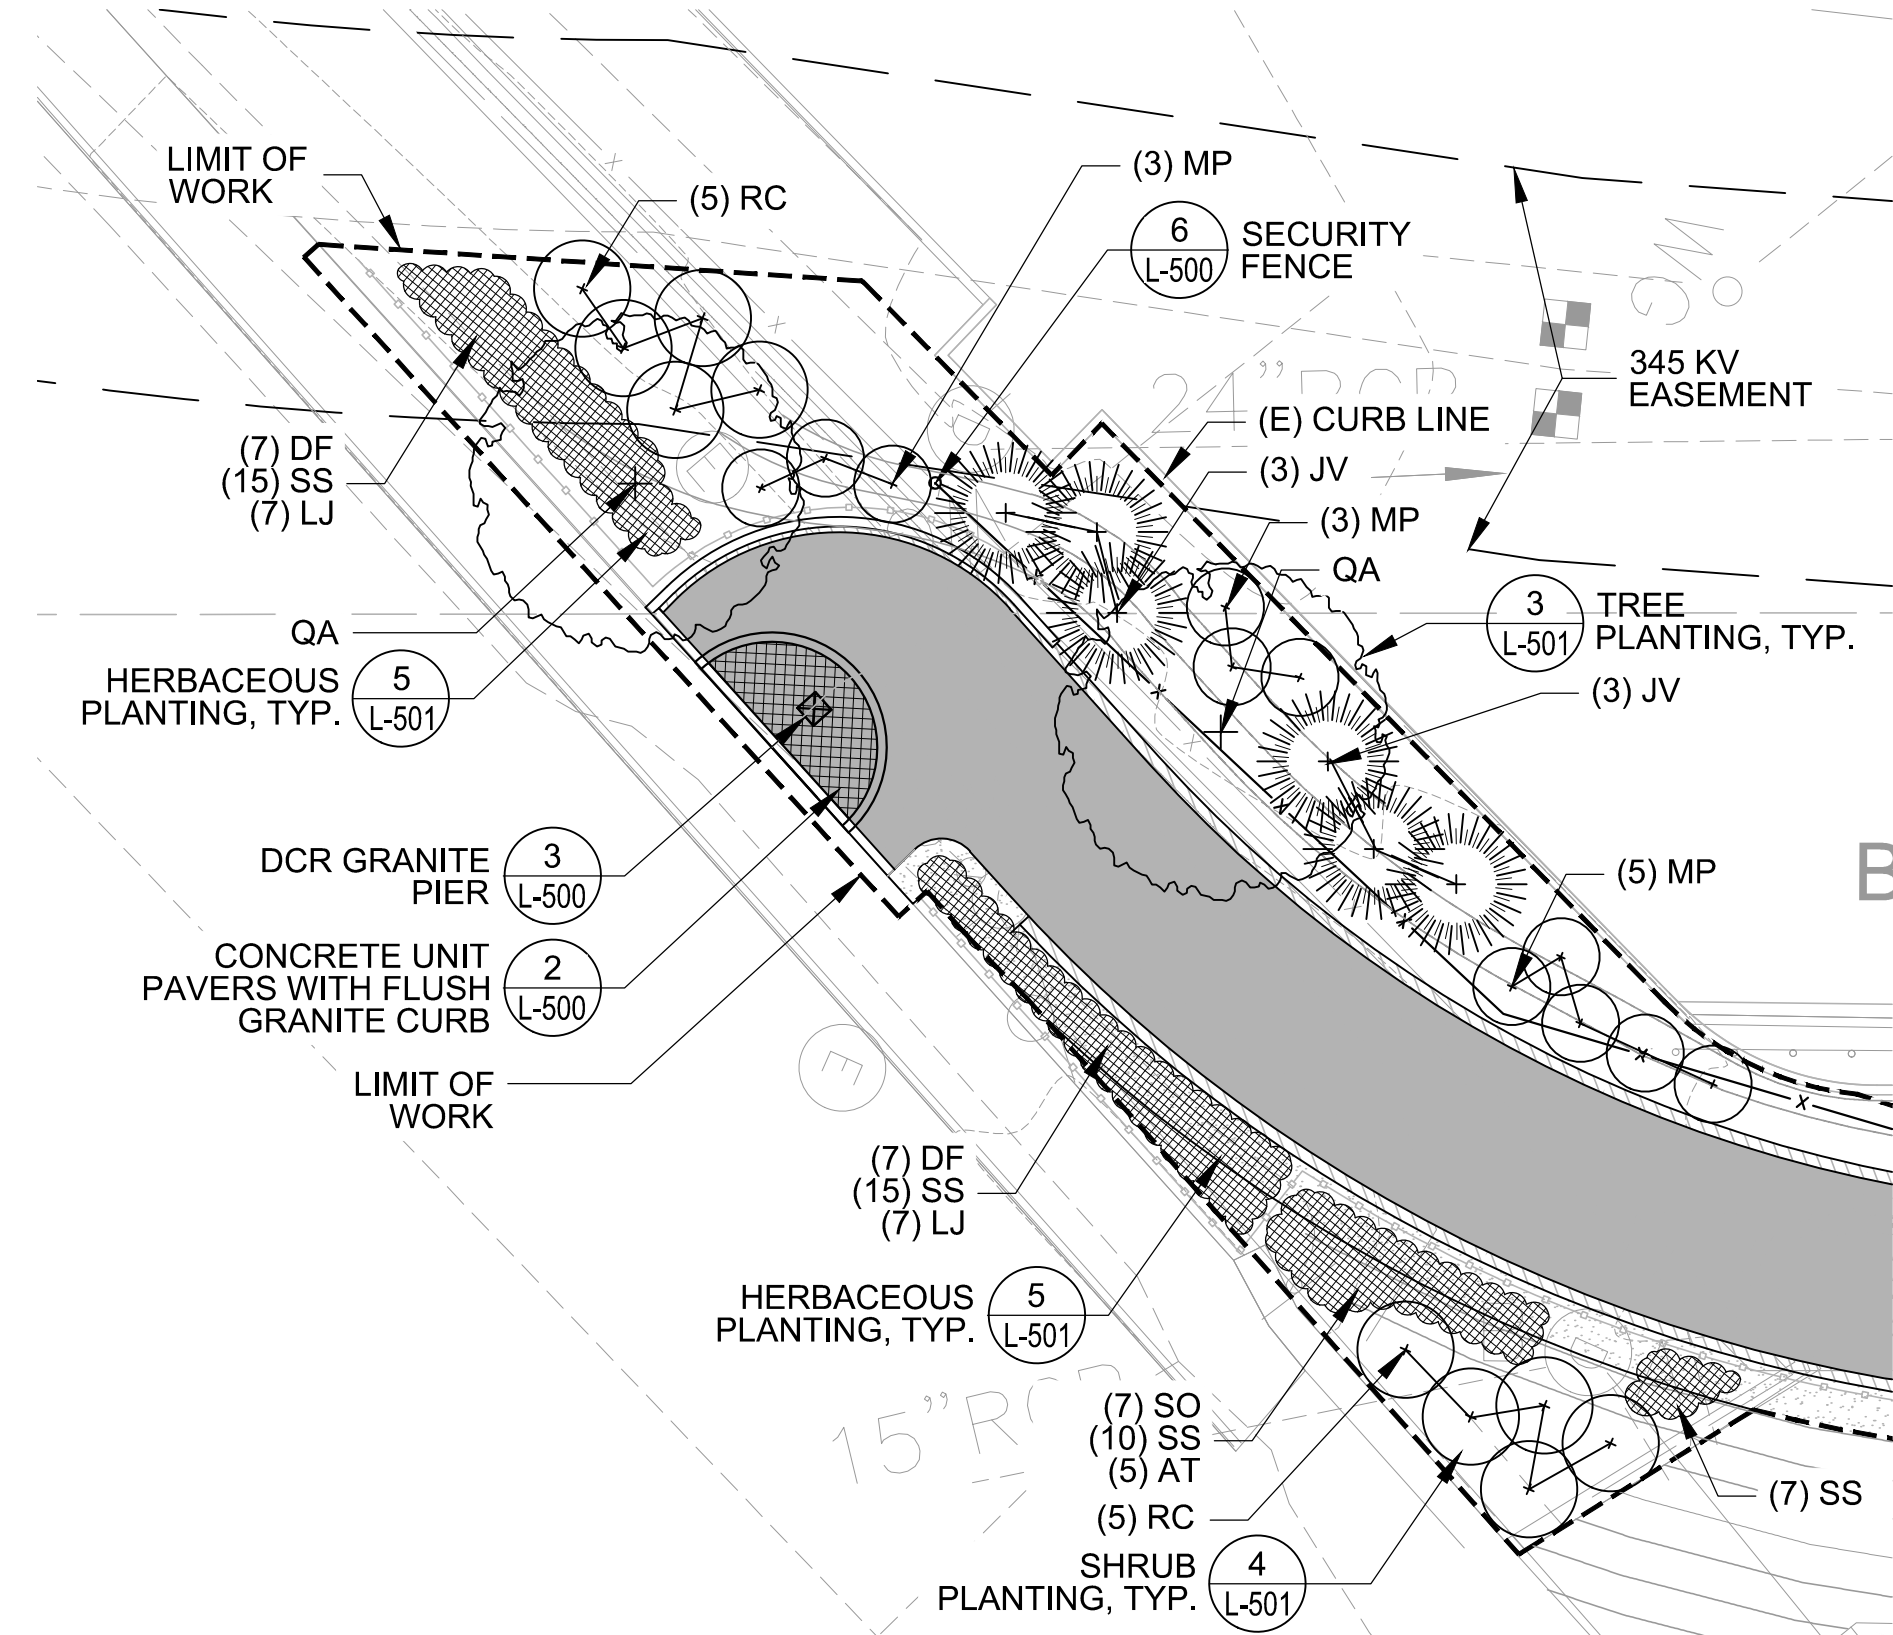 LIMIT OF
WORK
(5) RC
(3) MP
6
L-500
SECURITY
FENCE
345 KV
EASEMENT
24" RCP
(E) CURB LINE
(3) JV
(3) MP
QA
3
L-501
TREE
PLANTING, TYP.
(3) JV
(7) DF
(15) SS
(7) LJ
E
QA
HERBACEOUS
PLANTING, TYP.
5
L-501
DCR GRANITE
PIER
3
L-500
CONCRETE UNIT
PAVERS WITH FLUSH
GRANITE CURB
2
L-500
LIMIT OF
WORK
E
(5) MP
B
(7) DF
(15) SS
(7) LJ
HERBACEOUS
PLANTING, TYP.
5
L-501
15" RCP
(7) SO
(10) SS
(5) AT
(5) RC
SHRUB
PLANTING, TYP.
4
L-501
(7) SS